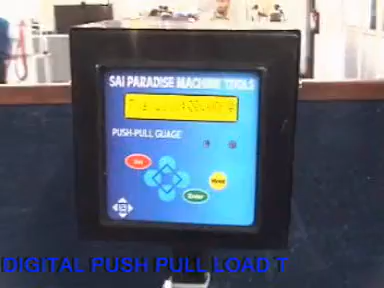 SAI PARADISE MACHINE TOOLS
PUSH-PULL GUAGE
Enter
DIGITAL PUSH PULL LOAD T